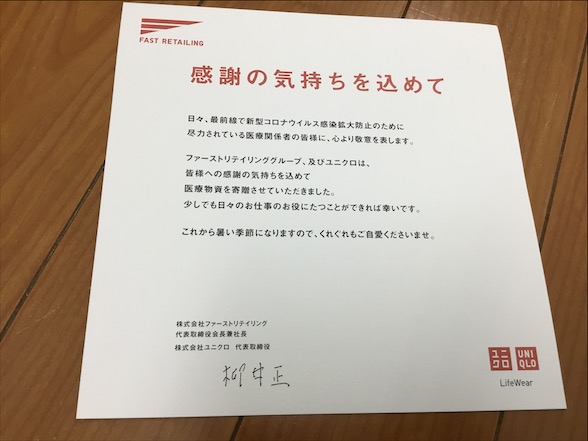 FAST RETAILING
感謝の気持ちを込めて
日々、最前線で新型コロナウイルス感染拡大防止のために
尽力されている医療関係者の皆様に、心より敬意を表します。
ファーストリテイリンググループ、及びユニクロは、
皆様への感謝の気持ちを込めて
医療物資を寄贈させていただきました。
少しでも日々のお仕事のお役にたつことができれば幸いです。
これから暑い季節になりますので、くれぐれもご自愛くださいませ。
株式会社ファーストリテイリング
代表取締役会長兼社長
株式会社ユニクロ 代表取締役
柳井正
ユニ UNI
クロ QLO
LifeWear